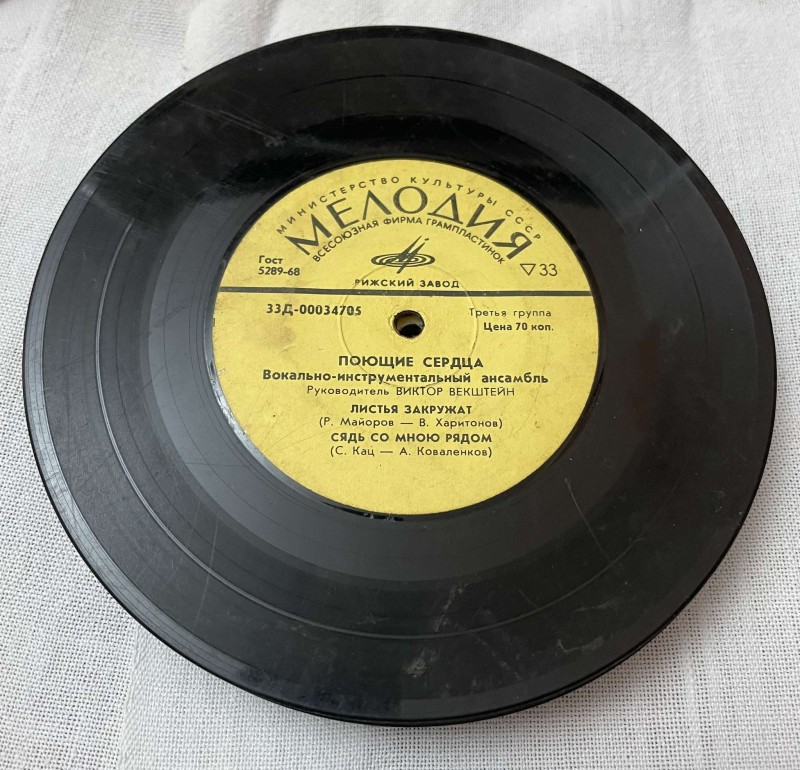 МИНИСТЕРСТВО КУЛЬТУРЫ СССР
МЕЛОДИЯ
ВСЕСОЮЗНАЯ ФИРМА ГРАМПЛАСТИНОК
Гост
5289-68
▽33
РИЖСКИЙ ЗАВОД
33Д-00034705
Третья группа
Цена 70 коп.
ПОЮЩИЕ СЕРДЦА
Вокально-инструментальный ансамбль
Руководитель ВИКТОР ВЕКШТЕЙН
ЛИСТЬЯ ЗАКРУЖАТ
(Р. Майоров — В. Харитонов)
СЯДЬ СО МНОЮ РЯДОМ
(С. Кац — А. Коваленков)